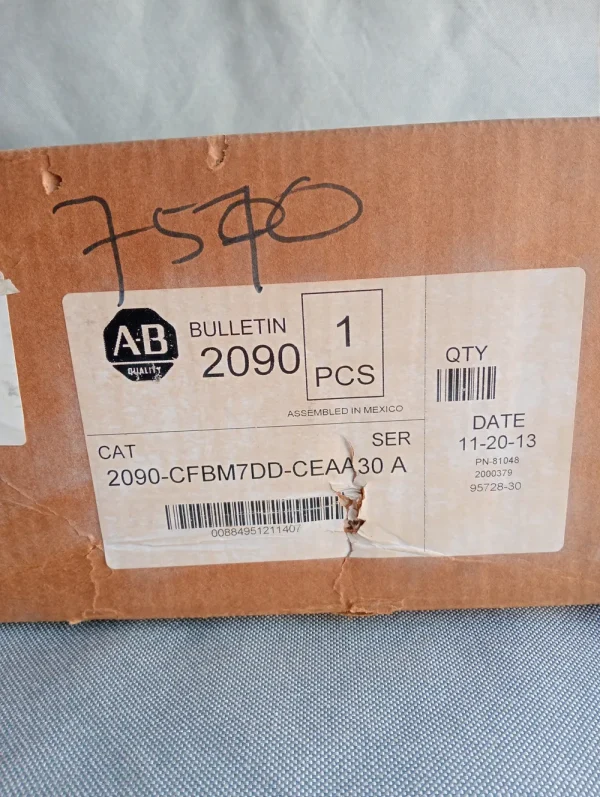 7590
AB
QUALITY
BULLETIN
2090
1
PCS
ASSEMBLED IN MEXICO
CAT
SER
2090-CFBM7DD-CEAA30 A
00884951211407
QTY
DATE
11-20-13
PN-81048
2000379
95728-30